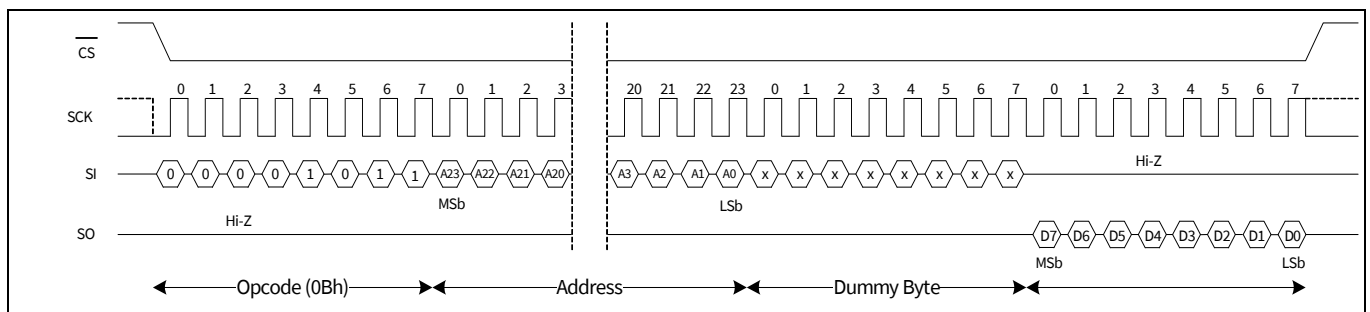 CS
0 1 2 3 4 5 6 7 0 1 2 3 20 21 22 23 0 1 2 3 4 5 6 7 0 1 2 3 4 5 6 7
SCK
Hi-Z
SI 0 0 0 0 1 0 1 1 A23 A22 A21 A20 A3 A2 A1 A0 x x x x x x x x
MSb LSb
Hi-Z
SO D7 D6 D5 D4 D3 D2 D1 D0
MSb LSb
Opcode (0Bh) Address Dummy Byte